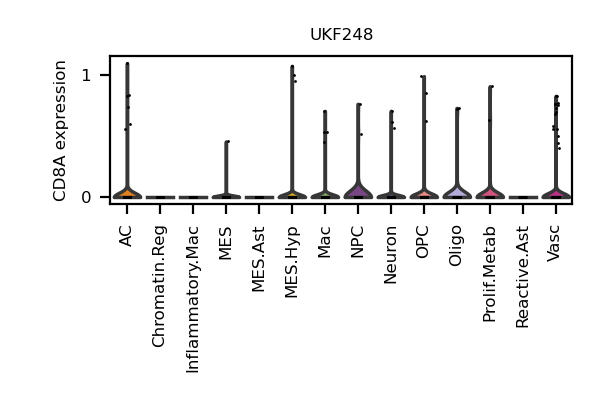 UKF248
CD8A expression
1
0
AC
Chromatin.Reg
Inflammatory.Mac
MES
MES.Ast
MES.Hyp
Mac
NPC
Neuron
OPC
Oligo
Prolif.Metab
Reactive.Ast
Vasc